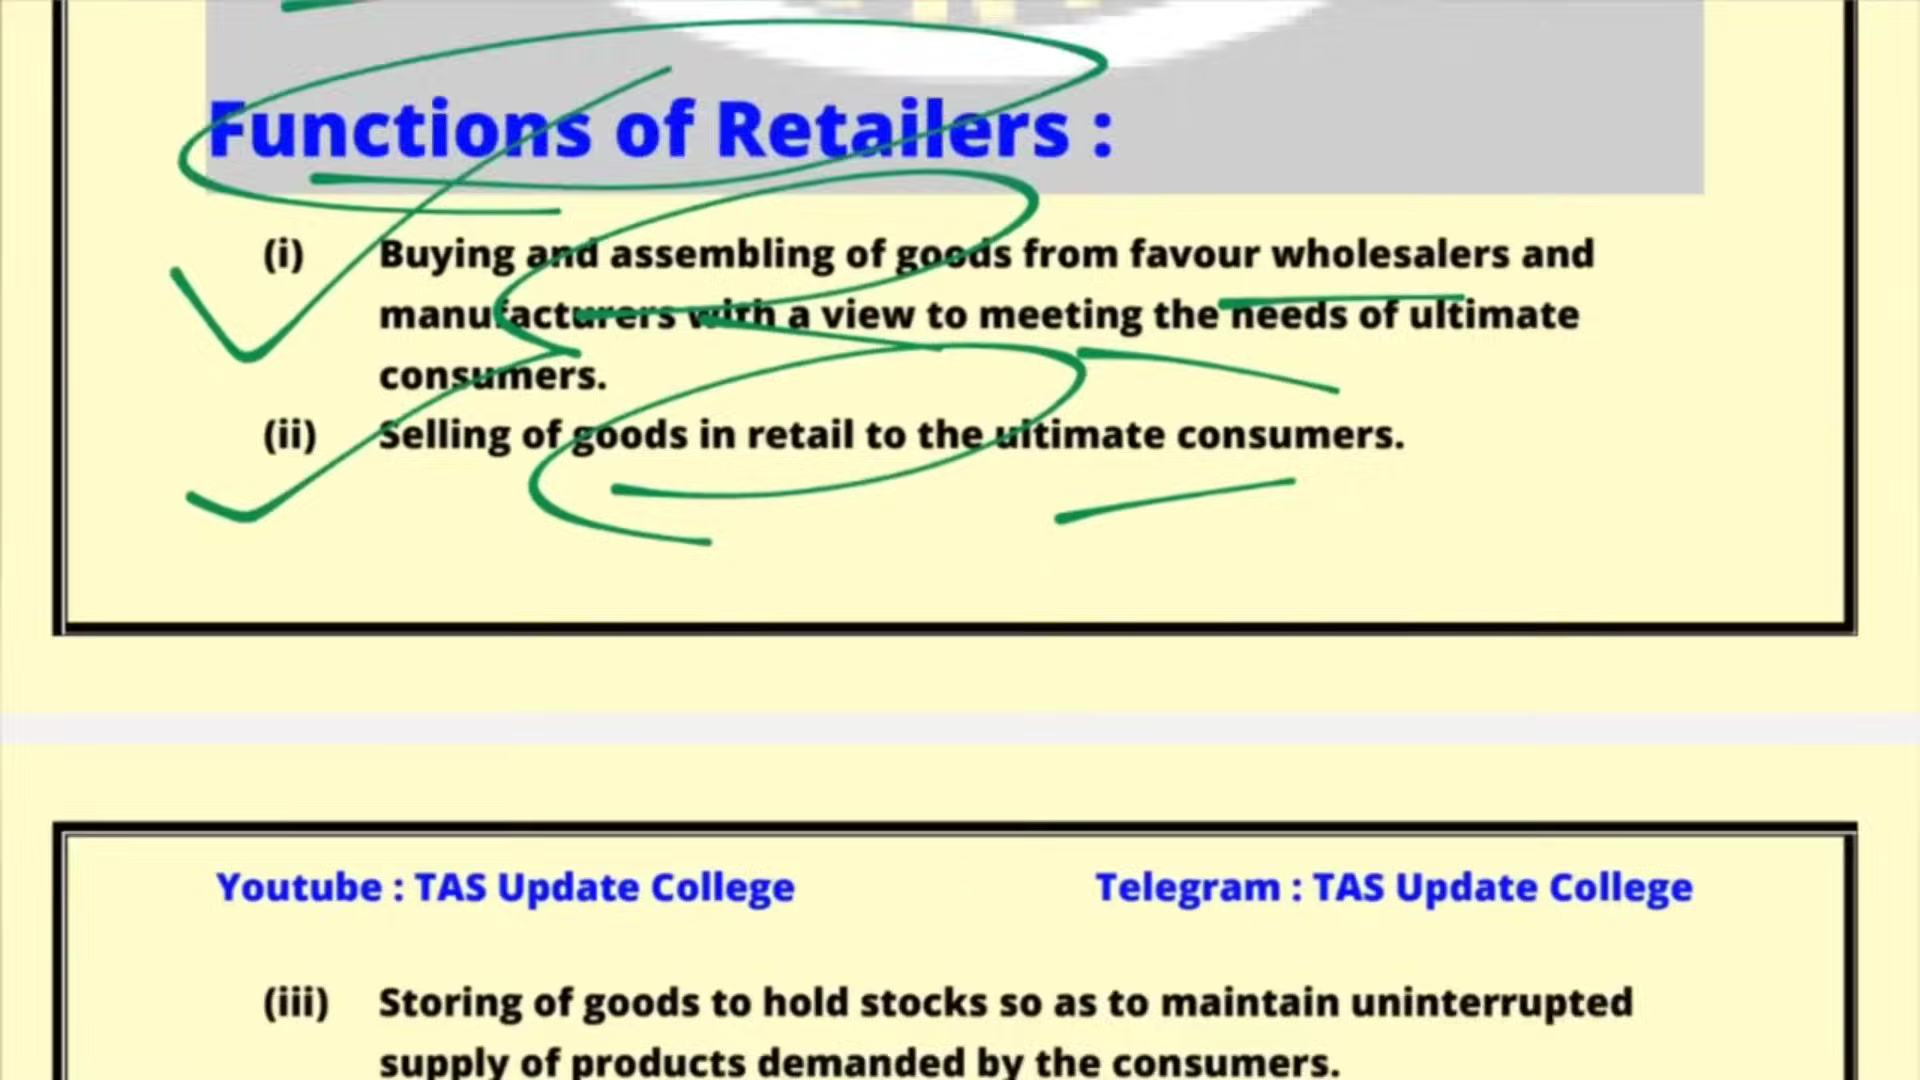 Functions of Retailers :
(i) Buying and assembling of goods from favour wholesalers and
manufacturers with a view to meeting the needs of ultimate
consumers.
(ii) Selling of goods in retail to the ultimate consumers.
Youtube : TAS Update College Telegram : TAS Update College
(iii) Storing of goods to hold stocks so as to maintain uninterrupted
supply of products demanded by the consumers.